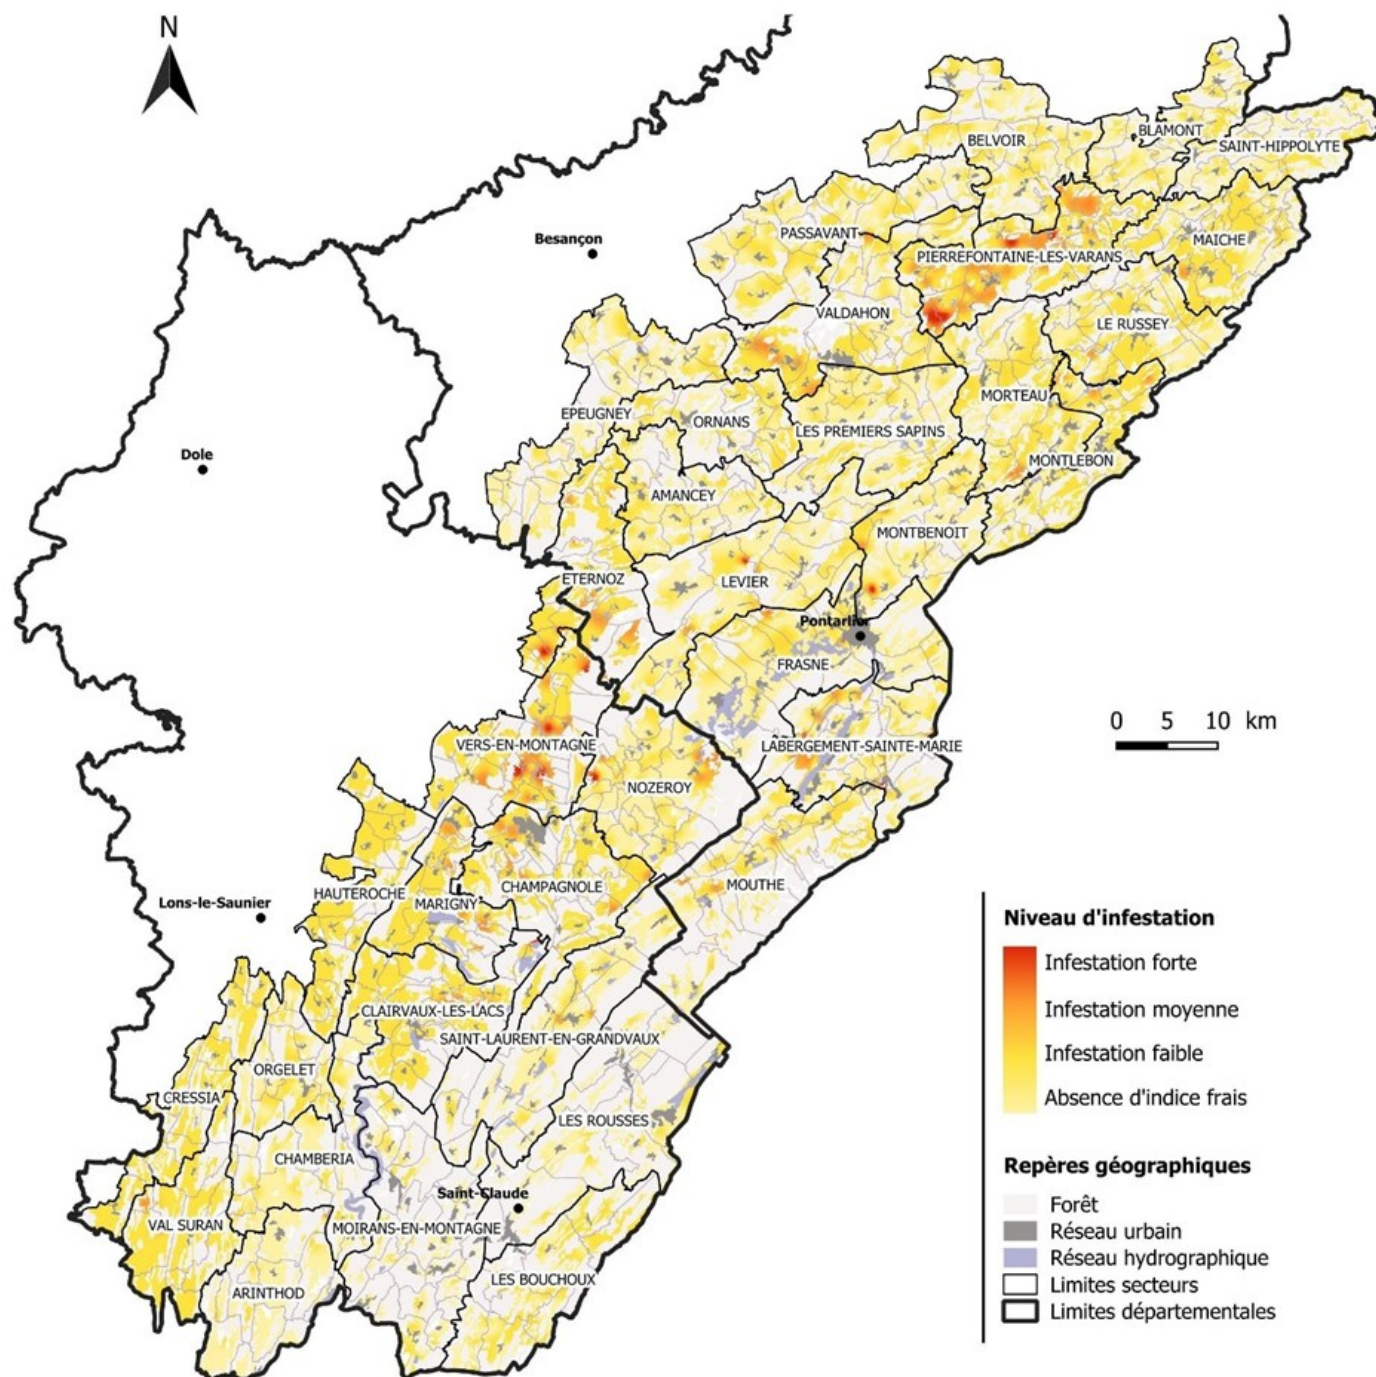 N
BELVOIR
BLAMONT
SAINT-HIPPOLYTE
Besançon
PASSAVANT
PIERREFONTAINE-LES-VARANS
MAICHE
VALDAHON
LE RUSSEY
EPEUGNEY
ORNANS
LES PREMIERS SAPINS
MORTEAU
Dole
AMANCEY
MONTLEBON
MONTBENOIT
ETERNOZ
LEVIER
Pontarlier
FRASNE
0 5 10 km
VERS-EN-MONTAGNE
LABERGEMENT-SAINTE-MARIE
NOZEROY
HAUTEROCHE
CHAMPAGNOLE
MOUTHE
Lons-le-Saunier
MARIGNY
CLAIRVAUX-LES-LACS
SAINT-LAURENT-EN-GRANDVAUX
ORGELET
CRESSIA
LES ROUSSES
CHAMBERIA
Saint-Claude
VAL SURAN
MOIRANS-EN-MONTAGNE
LES BOUCHOUX
ARINTHOD
Niveau d'infestation
Infestation forte
Infestation moyenne
Infestation faible
Absence d'indice frais
Repères géographiques
Forêt
Réseau urbain
Réseau hydrographique
Limites secteurs
Limites départementales